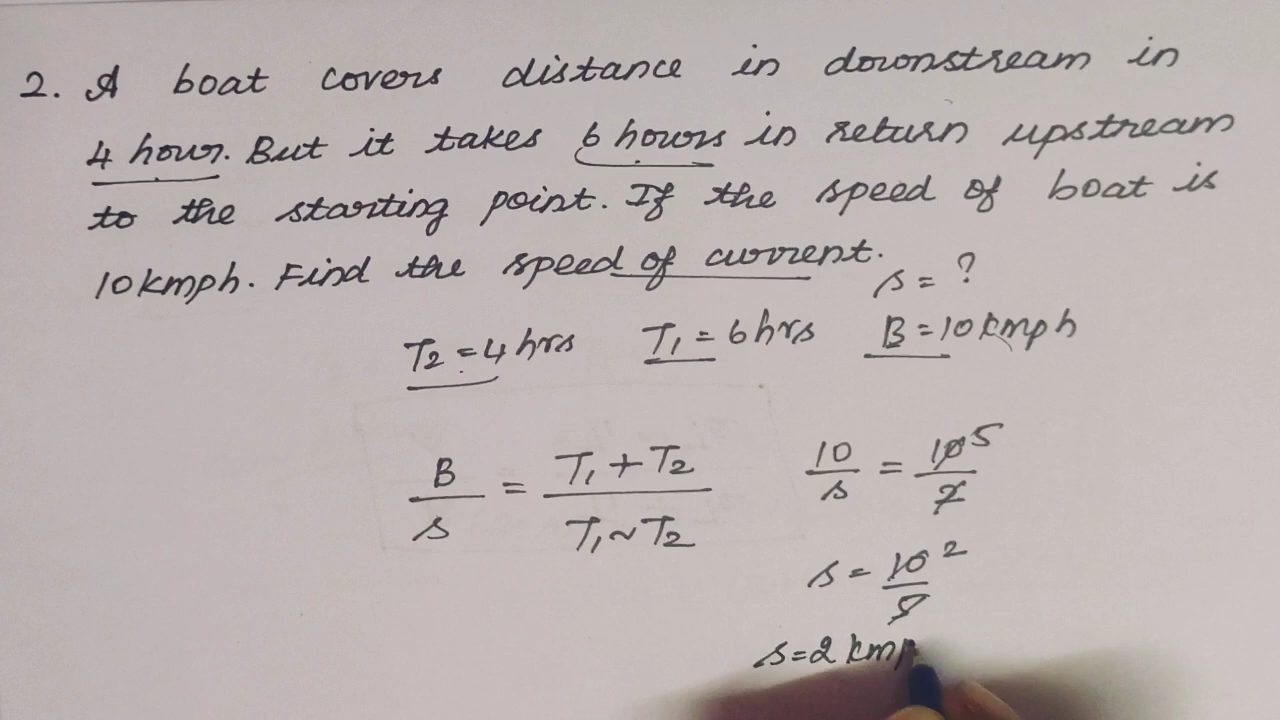 2. A boat covers distance in downstream in
4 hour. But it takes 6 hours in return upstream
to the starting point. If the speed of boat is
10kmph. Find the speed of current.
s = ?
T2 = 4 hrs T1 = 6 hrs B = 10 kmph
B/s = T1 + T2 / T1 ~ T2
10/s = 10 5 / 2
s = 10 2 / 5
s = 2 kmp